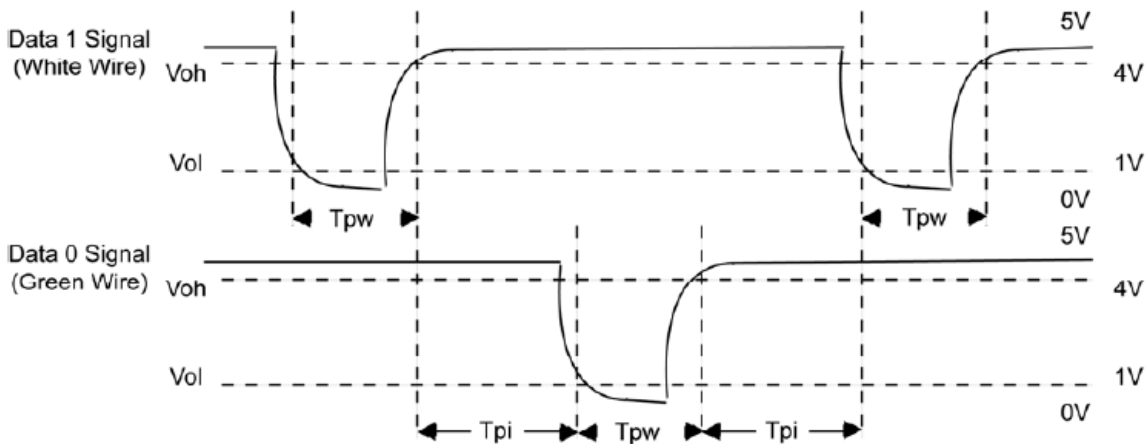 5V
Data 1 Signal
(White Wire)
Voh
4V
Vol
1V
0V
Tpw
Tpw
5V
Data 0 Signal
(Green Wire)
Voh
4V
Vol
1V
0V
Tpi
Tpw
Tpi